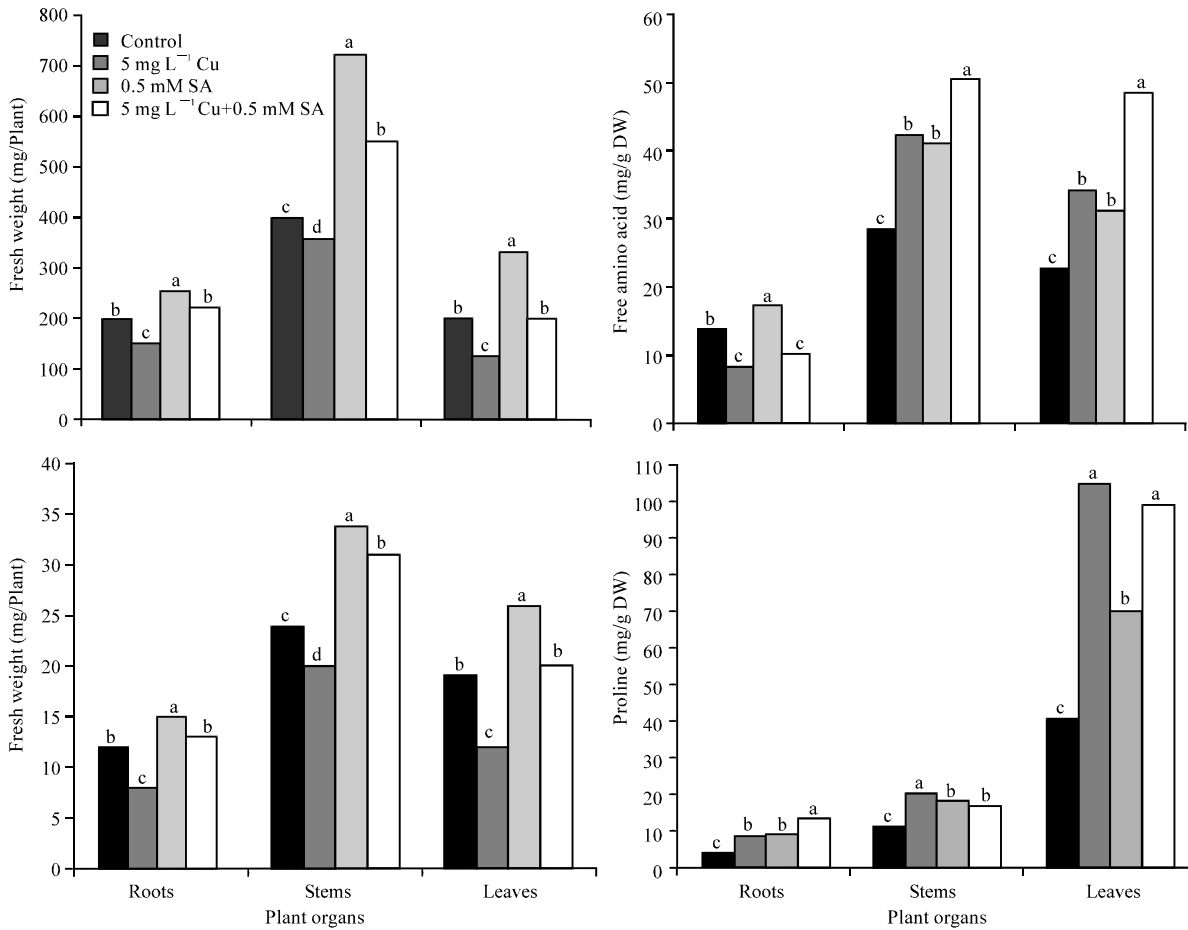 800
700
600
500
400
300
200
100
0
Fresh weight (mg/Plant)
Control
5 mg L⁻¹ Cu
0.5 mM SA
5 mg L⁻¹ Cu+0.5 mM SA
b c a b
c d a b
b c a b
60
50
40
30
20
10
0
Free amino acid (mg/g DW)
b c a c
c b b a
c b b a
40
35
30
25
20
15
10
5
0
Fresh weight (mg/Plant)
b c a b
c d a b
b c a b
Roots Stems Leaves
Plant organs
110
100
90
80
70
60
50
40
30
20
10
0
Proline (mg/g DW)
c b b a
c a b b
c a b a
Roots Stems Leaves
Plant organs